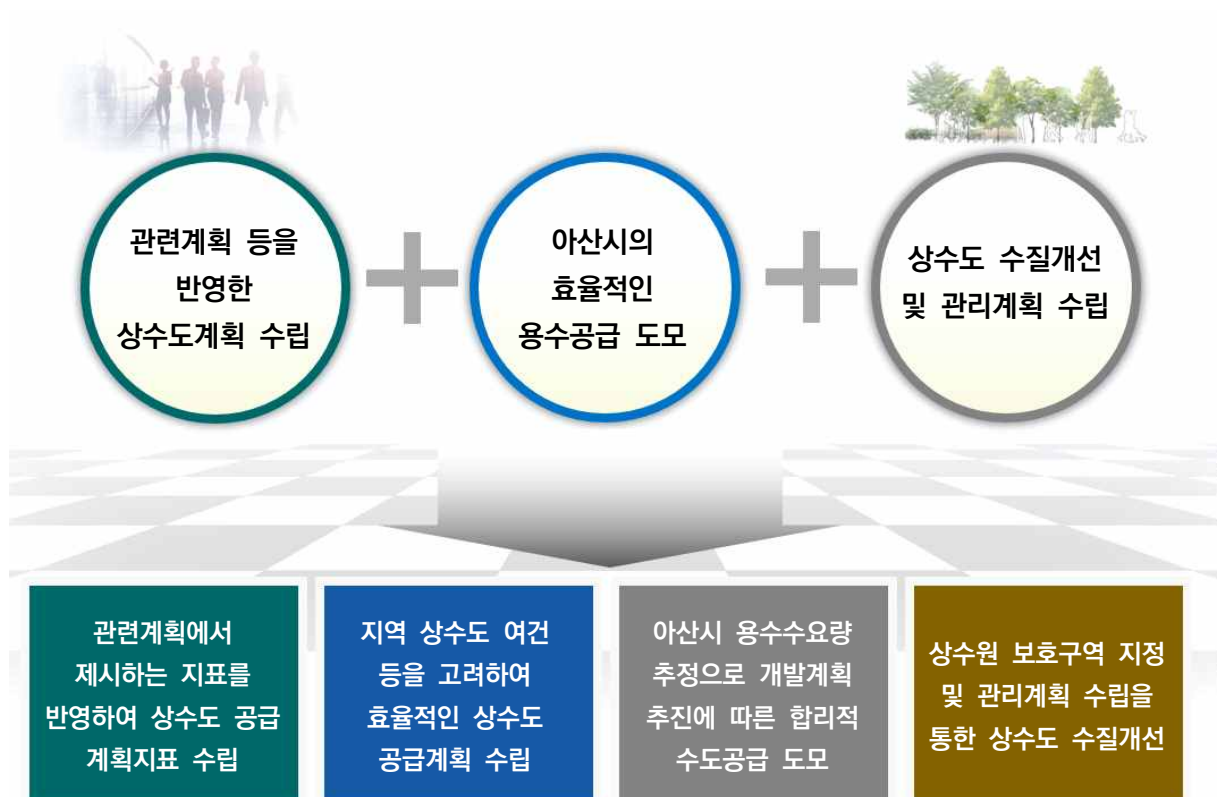 관련계획 등을
반영한
상수도계획 수립
아산시의
효율적인
용수공급 도모
상수도 수질개선
및 관리계획 수립
관련계획에서
제시하는 지표를
반영하여 상수도 공급
계획지표 수립
지역 상수도 여건
등을 고려하여
효율적인 상수도
공급계획 수립
아산시 용수수요량
추정으로 개발계획
추진에 따른 합리적
수도공급 도모
상수원 보호구역 지정
및 관리계획 수립을
통한 상수도 수질개선